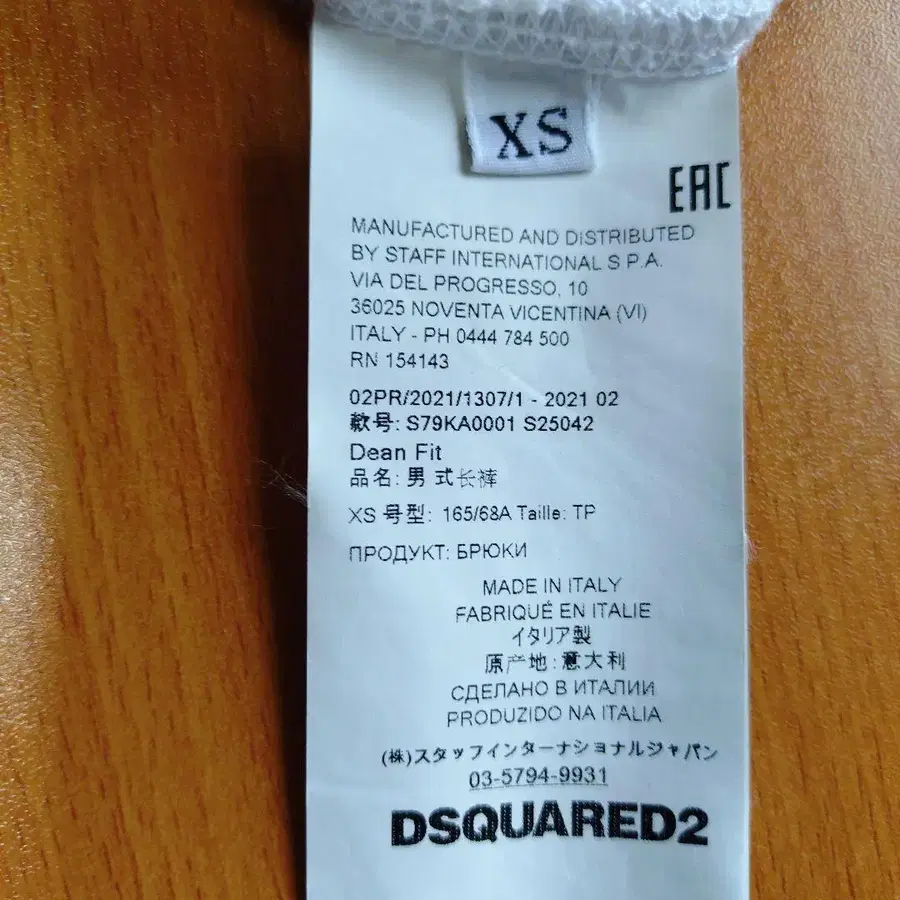 XS
EAC
MANUFACTURED AND DISTRIBUTED
BY STAFF INTERNATIONAL S P.A.
VIA DEL PROGRESSO, 10
36025 NOVENTA VICENTINA (VI)
ITALY - PH 0444 784 500
RN 154143
02PR/2021/1307/1 - 2021 02
款号: S79KA0001 S25042
Dean Fit
品名: 男 式长裤
XS 号型: 165/68A Taille: TP
ПРОДУКТ: БРЮКИ
MADE IN ITALY
FABRIQUÉ EN ITALIE
イタリア製
原产地: 意大利
СДЕЛАНО В ИТАЛИИ
PRODUZIDO NA ITALIA
(株)スタッフインターナショナルジャパン
03-5794-9931
DSQUARED2